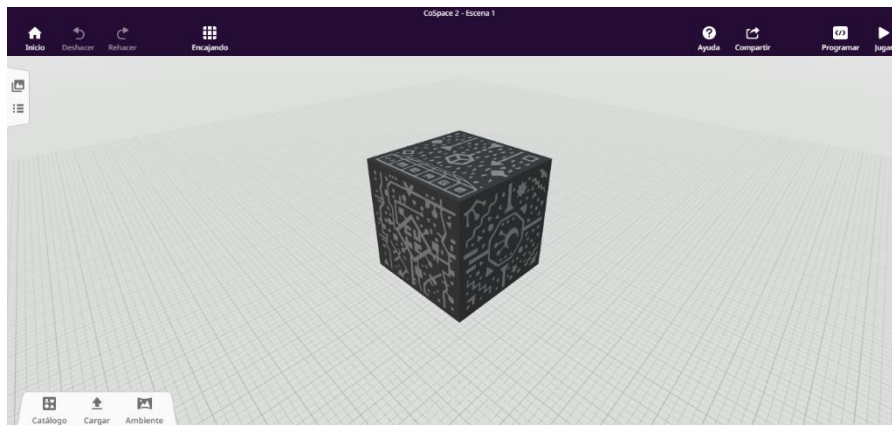 CoSpace 2 - Escena 1
Inicio Deshacer Rehacer Encajando Ayuda Compartir Programar Jugar
Catálogo Cargar Ambiente